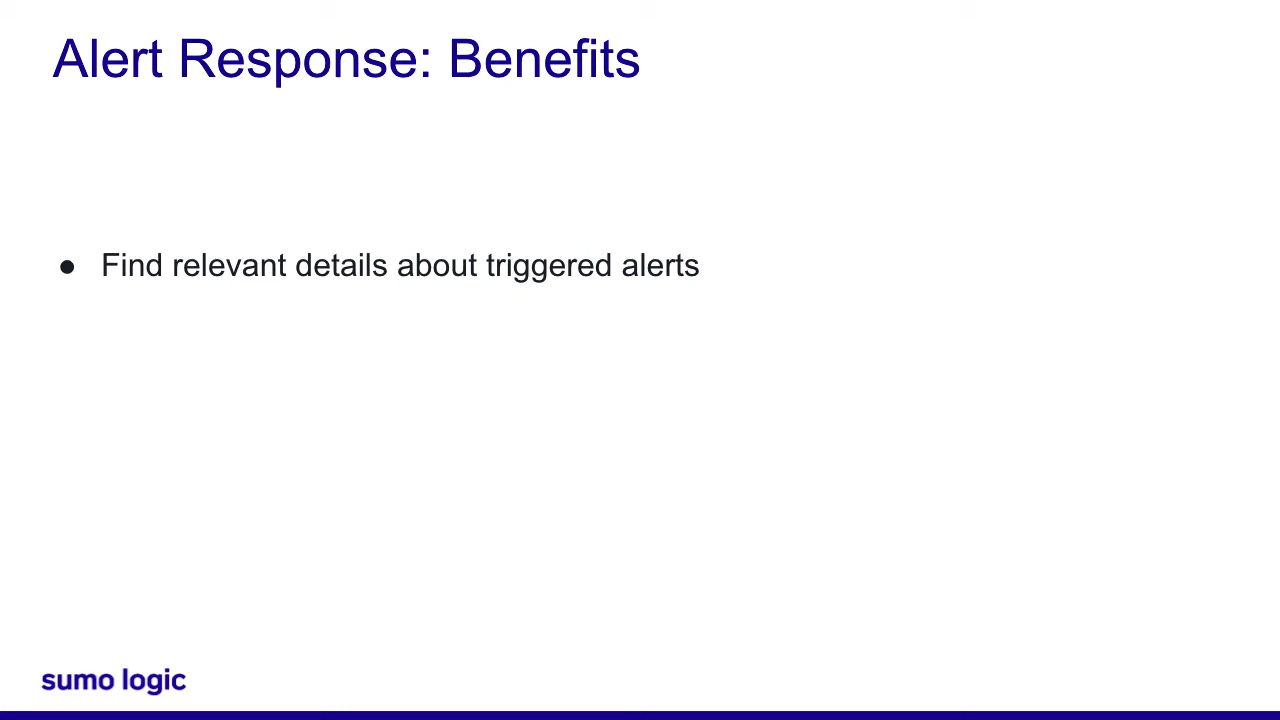 Alert Response: Benefits
● Find relevant details about triggered alerts
sumo logic